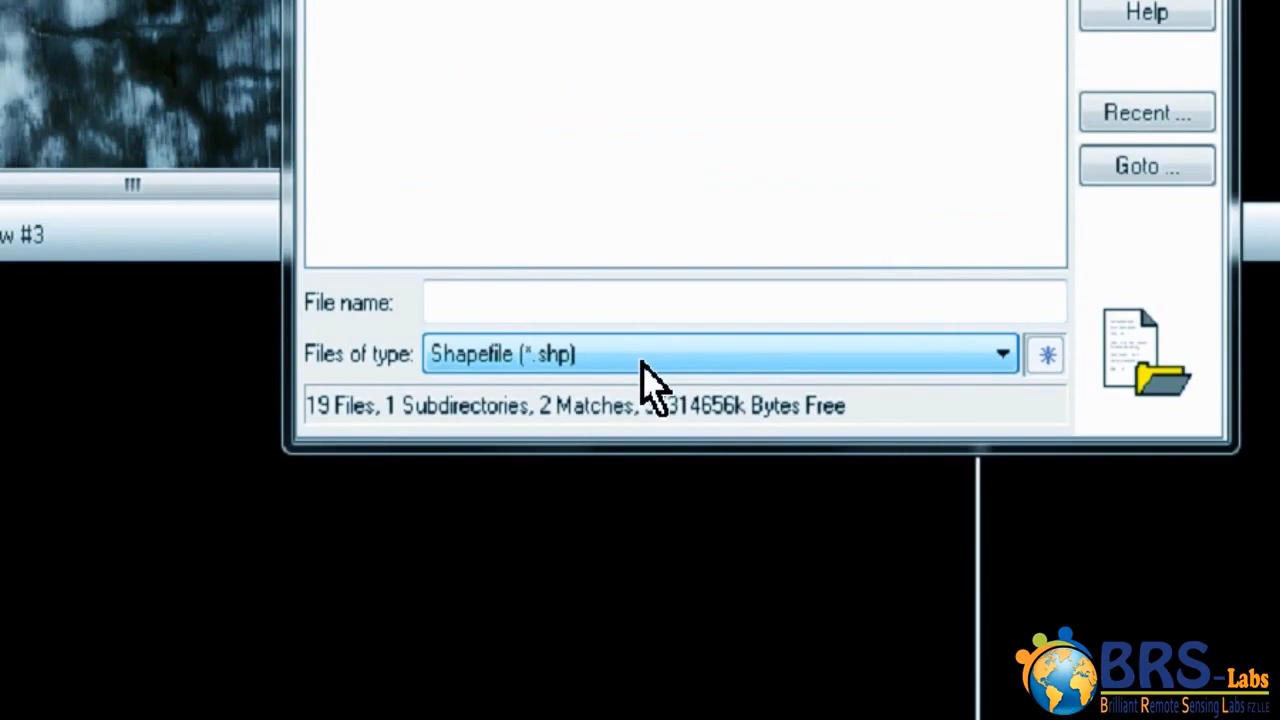 Help
Recent ...
Goto ...
w #3
File name:
Files of type: Shapefile (*.shp)
19 Files, 1 Subdirectories, 2 Matches, 314656k Bytes Free
BRS-Labs
Brilliant Remote Sensing Labs FZ.LLE